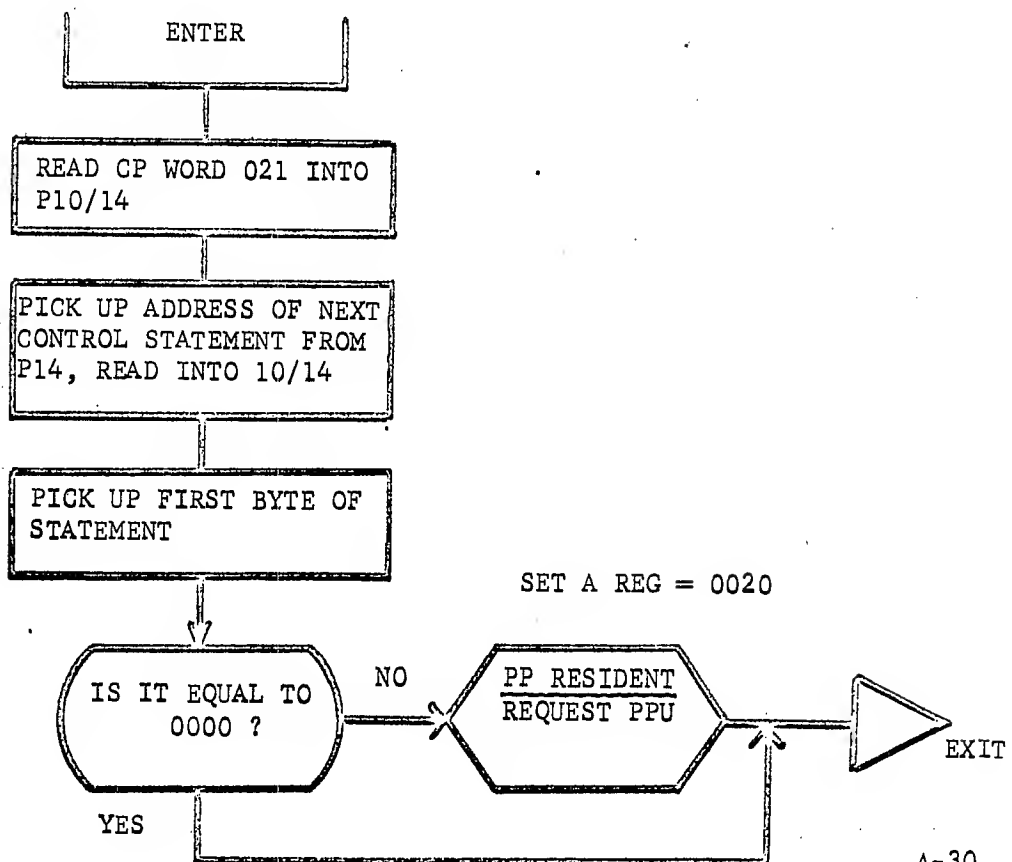 ENTER
READ CP WORD 021 INTO
P10/14
PICK UP ADDRESS OF NEXT
CONTROL STATEMENT FROM
P14, READ INTO 10/14
PICK UP FIRST BYTE OF
STATEMENT
SET A REG = 0020
IS IT EQUAL TO
0000 ?
NO
PP RESIDENT
REQUEST PPU
EXIT
YES
A-30